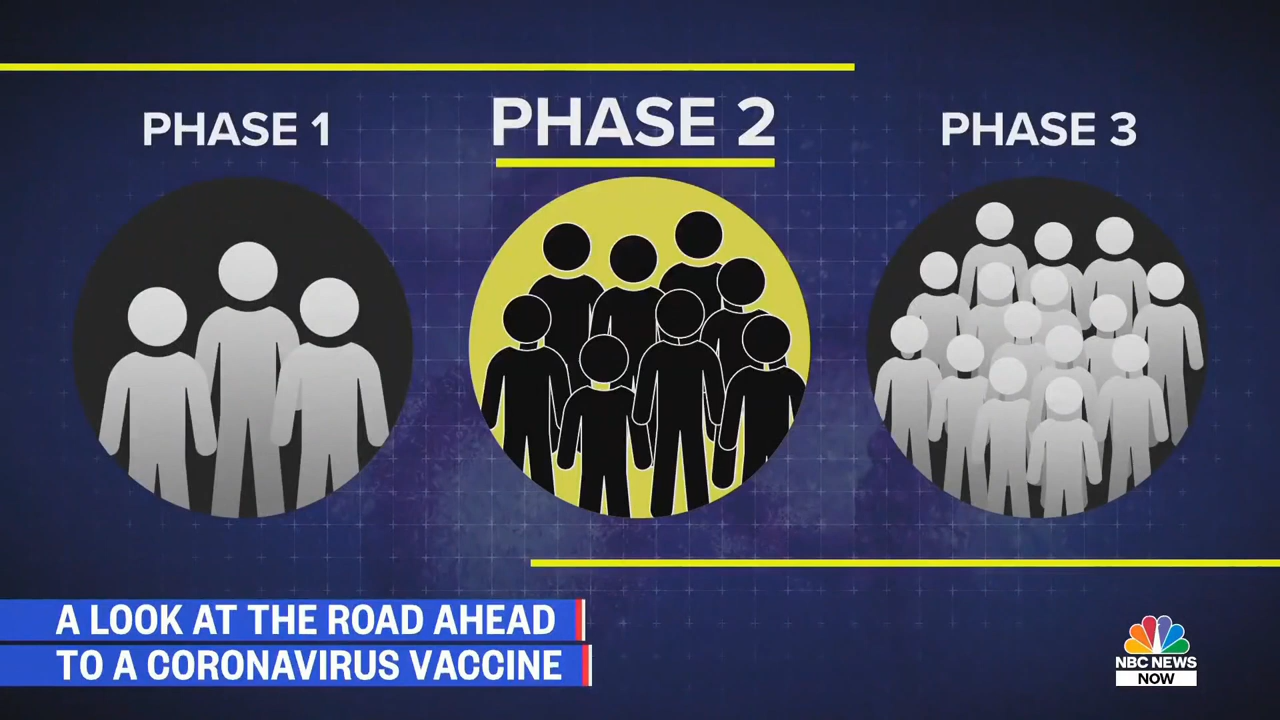 PHASE 1
PHASE 2
PHASE 3
A LOOK AT THE ROAD AHEAD
TO A CORONAVIRUS VACCINE
NBC NEWS
NOW